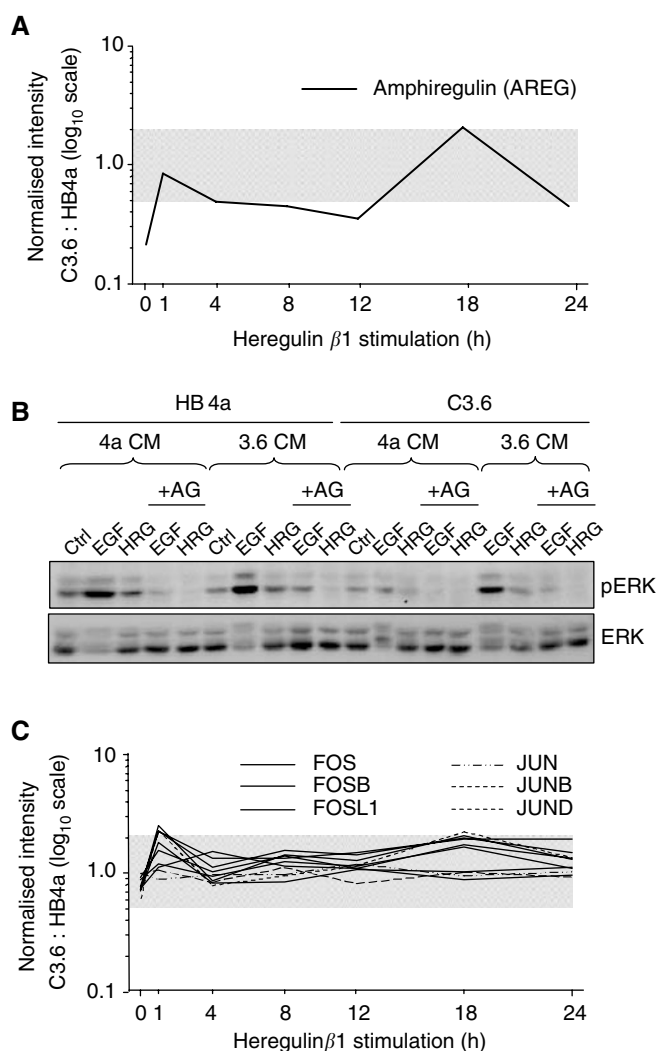 A
10
1.0
0.1
Normalised intensity
C3.6 : HB4a (log10 scale)
Amphiregulin (AREG)
0 1 4 8 12 18 24
Heregulin β1 stimulation (h)
B
HB 4a C3.6
4a CM 3.6 CM 4a CM 3.6 CM
+AG +AG +AG +AG
Ctrl EGF HRG EGF HRG Ctrl EGF HRG EGF HRG Ctrl EGF HRG EGF HRG EGF HRG EGF HRG
pERK
ERK
C
10
1.0
0.1
Normalised intensity
C3.6 : HB4a (log10 scale)
FOS JUN
FOSB JUNB
FOSL1 JUND
0 1 4 8 12 18 24
Heregulinβ1 stimulation (h)